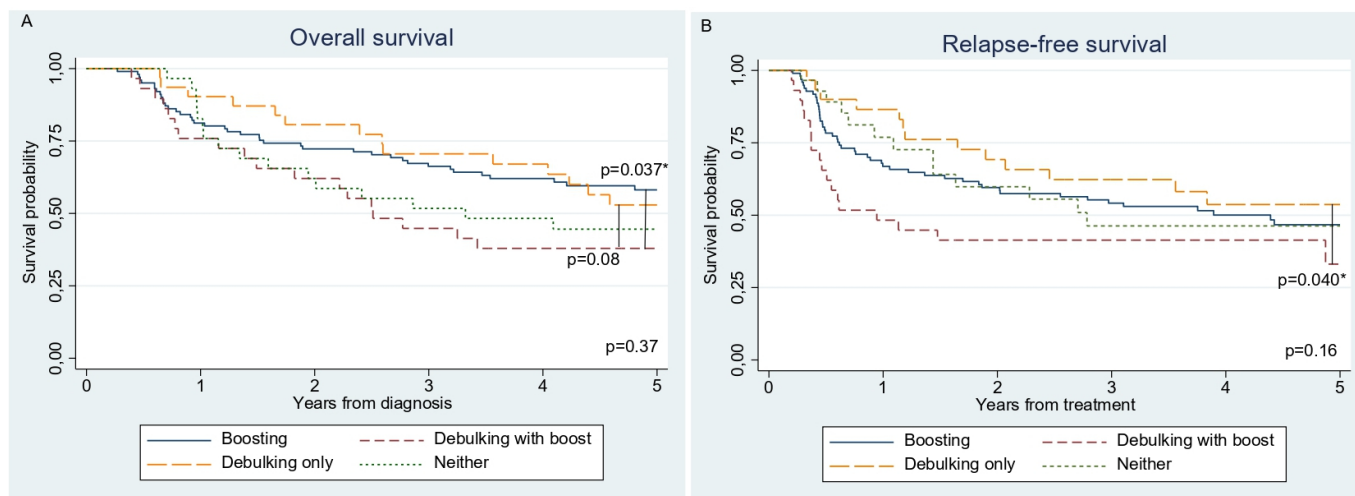 A
Overall survival
Survival probability
1,00
0,75
0,50
0,25
0,00
p=0.037*
p=0.08
p=0.37
0 1 2 3 4 5
Years from diagnosis
Boosting Debulking with boost
Debulking only Neither
B
Relapse-free survival
Survival probabilty
1,00
0,75
0,50
0,25
0,00
p=0.040*
p=0.16
0 1 2 3 4 5
Years from treatment
Boosting Debulking with boost
Debulking only Neither